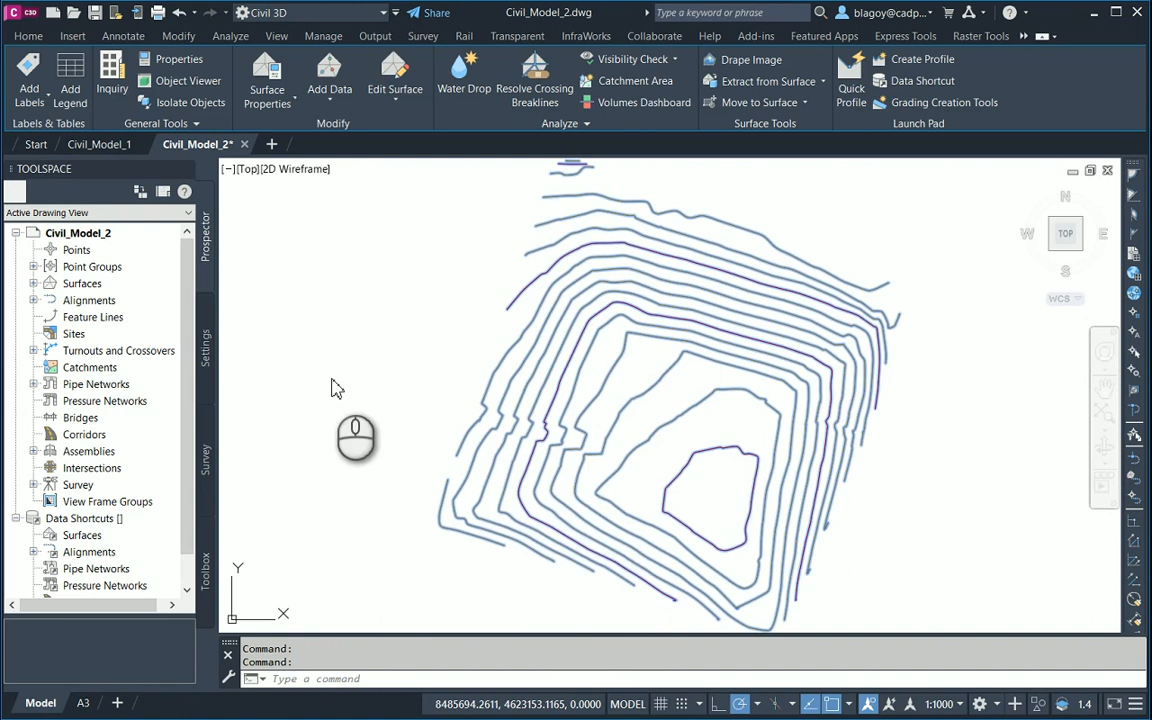 C C3D Civil 3D Share Civil_Model_2.dwg Type a keyword or phrase blagoy@cadp...
Home Insert Annotate Modify Analyze View Manage Output Survey Rail Transparent InfraWorks Collaborate Help Add-ins Featured Apps Express Tools Raster Tools
Add Labels
Add Legend
Labels & Tables
Inquiry
Properties
Object Viewer
Isolate Objects
General Tools
Surface Properties
Add Data
Edit Surface
Modify
Water Drop
Resolve Crossing Breaklines
Visibility Check
Catchment Area
Volumes Dashboard
Analyze
Drape Image
Extract from Surface
Move to Surface
Surface Tools
Quick Profile
Create Profile
Data Shortcut
Grading Creation Tools
Launch Pad
Start Civil_Model_1 Civil_Model_2*
TOOLSPACE
Active Drawing View
Civil_Model_2
Points
Point Groups
Surfaces
Alignments
Feature Lines
Sites
Turnouts and Crossovers
Catchments
Pipe Networks
Pressure Networks
Bridges
Corridors
Assemblies
Intersections
Survey
View Frame Groups
Data Shortcuts []
Surfaces
Alignments
Pipe Networks
Pressure Networks
Prospector
Settings
Survey
Toolbox
[−][Top][2D Wireframe]
N
W TOP E
S
WCS
Y
X
Command:
Command:
Type a command
Model A3 8485694.2611, 4623153.1165, 0.0000 MODEL 1:1000 1.4